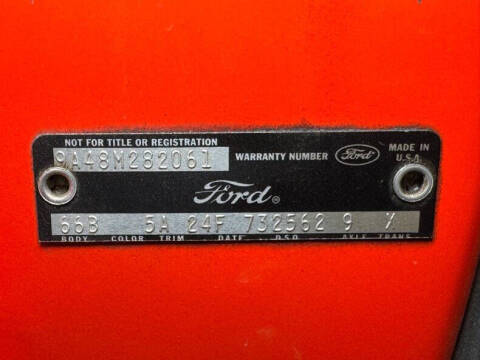 NOT FOR TITLE OR REGISTRATION
9A48M282061 WARRANTY NUMBER Ford MADE IN U.S.A.
Ford®
66B 5A 24F 732562 9
BODY COLOR TRIM DATE D.S.O. AXLE TRANS